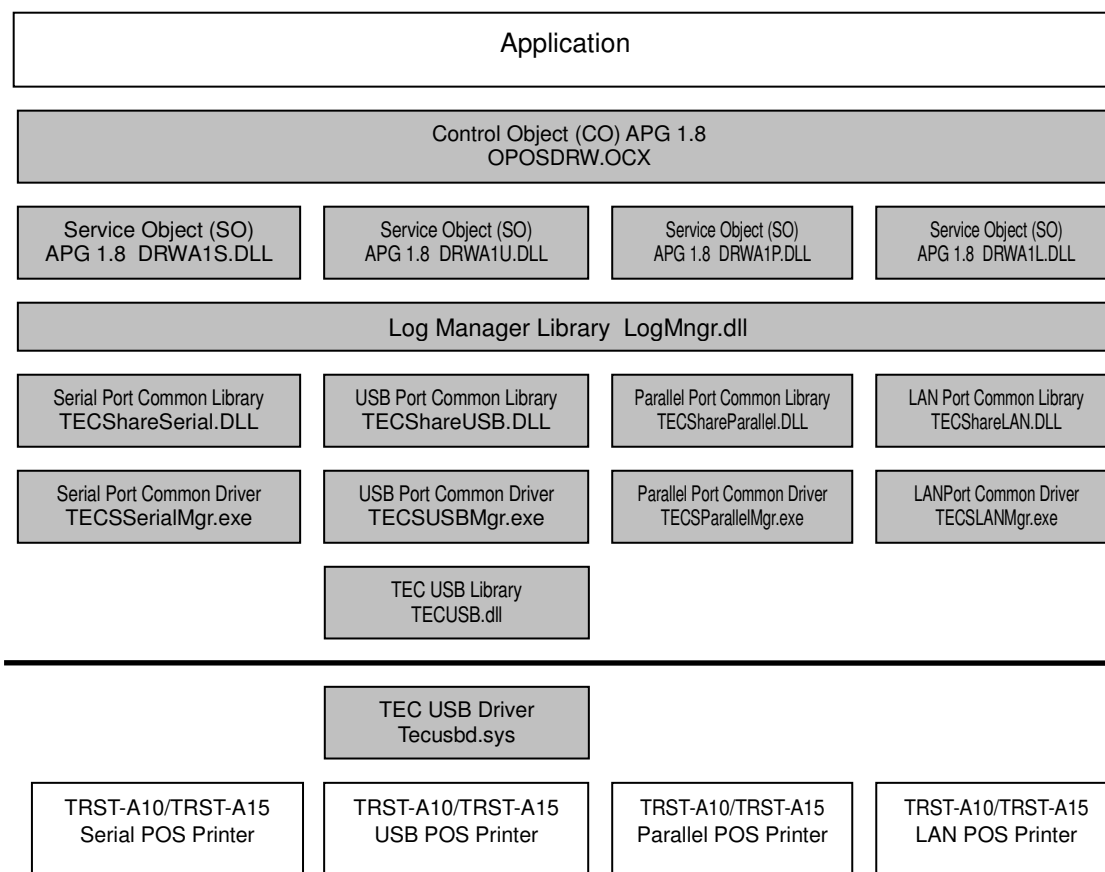 Application
Control Object (CO) APG 1.8
OPOSDRW.OCX
Service Object (SO)
APG 1.8  DRWA1S.DLL
Service Object (SO)
APG 1.8  DRWA1U.DLL
Service Object (SO)
APG 1.8  DRWA1P.DLL
Service Object (SO)
APG 1.8  DRWA1L.DLL
Log Manager Library  LogMngr.dll
Serial Port Common Library
TECShareSerial.DLL
USB Port Common Library
TECShareUSB.DLL
Parallel Port Common Library
TECShareParallel.DLL
LAN Port Common Library
TECShareLAN.DLL
Serial Port Common Driver
TECSSerialMgr.exe
USB Port Common Driver
TECSUSBMgr.exe
Parallel Port Common Driver
TECSParallelMgr.exe
LANPort Common Driver
TECSLANMgr.exe
TEC USB Library
TECUSB.dll
TEC USB Driver
Tecusbd.sys
TRST-A10/TRST-A15
Serial POS Printer
TRST-A10/TRST-A15
USB POS Printer
TRST-A10/TRST-A15
Parallel POS Printer
TRST-A10/TRST-A15
LAN POS Printer